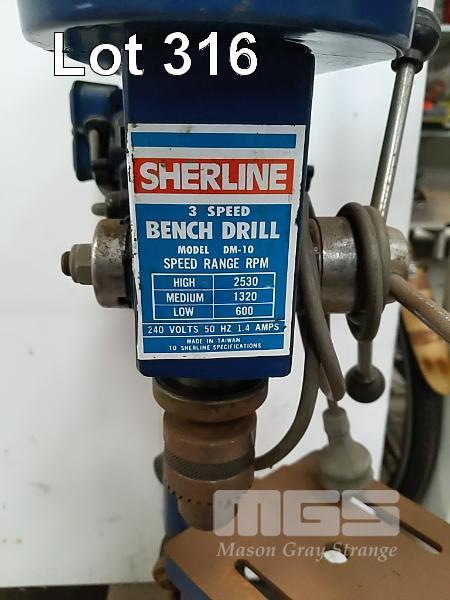 Lot 316
SHERLINE
3 SPEED
BENCH DRILL
MODEL DM-10
SPEED RANGE RPM
HIGH 2530
MEDIUM 1320
LOW 600
240 VOLTS 50 HZ 1.4 AMPS
MADE IN TAIWAN
TO SHERLINE SPECIFICATIONS
MGS
Mason Gray Strange